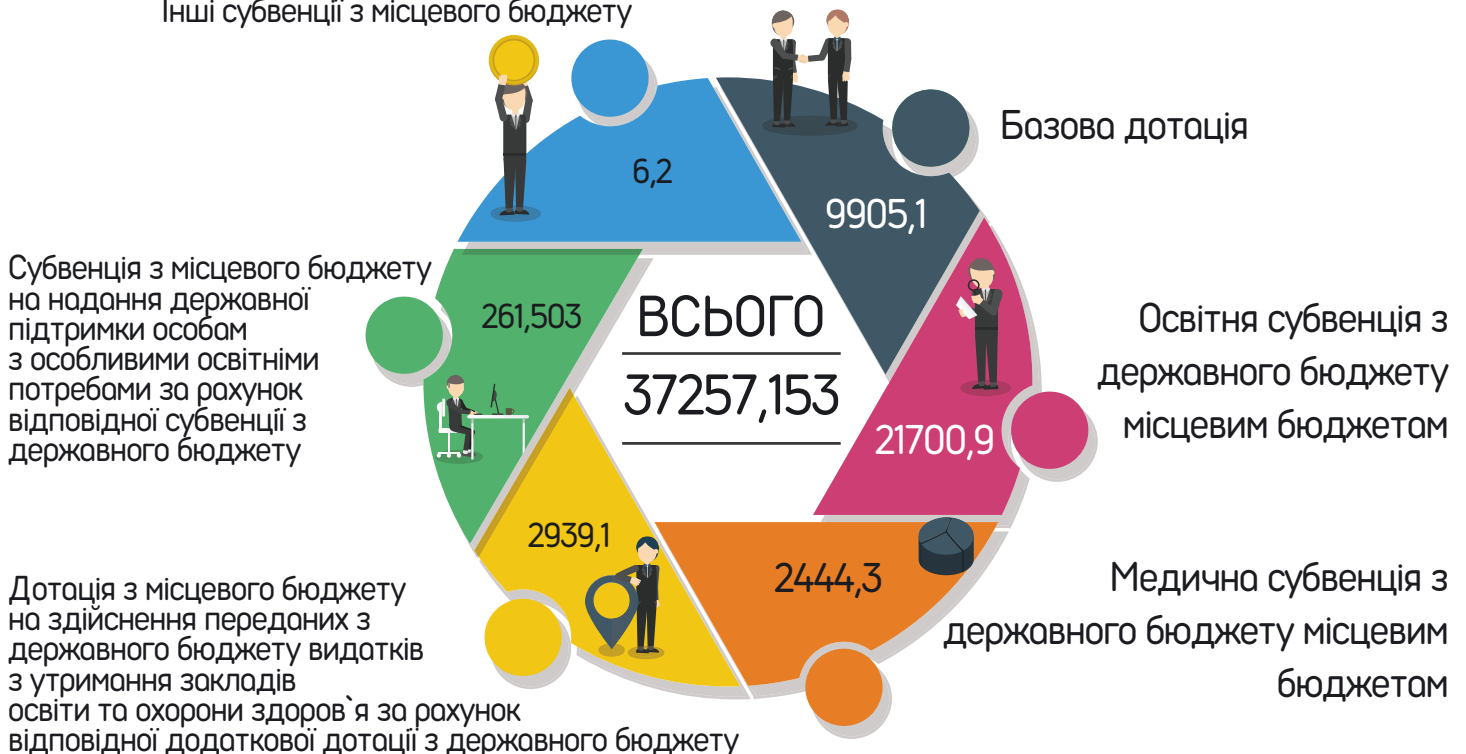 Інші субвенції з місцевого бюджету
6,2
Базова дотація
9905,1
Субвенція з місцевого бюджету
на надання державної
підтримки особам
з особливими освітніми
потребами за рахунок
відповідної субвенції з
державного бюджету
261,503
ВСЬОГО
37257,153
Освітня субвенція з
державного бюджету
місцевим бюджетам
21700,9
2939,1
2444,3
Медична субвенція з
державного бюджету місцевим
бюджетам
Дотація з місцевого бюджету
на здійснення переданих з
державного бюджету видатків
з утримання закладів
освіти та охорони здоров`я за рахунок
відповідної додаткової дотації з державного бюджету